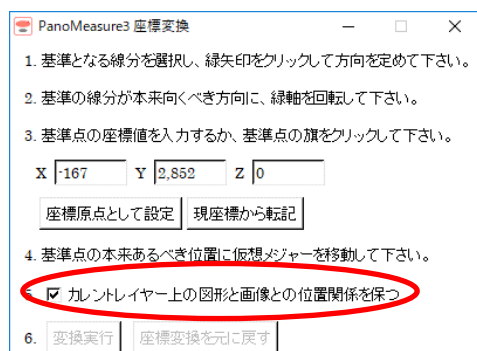 PanoMeasure3 座標変換
1. 基準となる線分を選択し、緑矢印をクリックして方向を定めて下さい。
2. 基準の線分が本来向くべき方向に、緑軸を回転して下さい。
3. 基準点の座標値を入力するか、基準点の旗をクリックして下さい。
X -167 Y 2,852 Z 0
座標原点として設定 現座標から転記
4. 基準点の本来あるべき位置に仮想メジャーを移動して下さい。
カレントレイヤー上の図形と画像との位置関係を保つ
6. 変換実行 座標変換を元に戻す